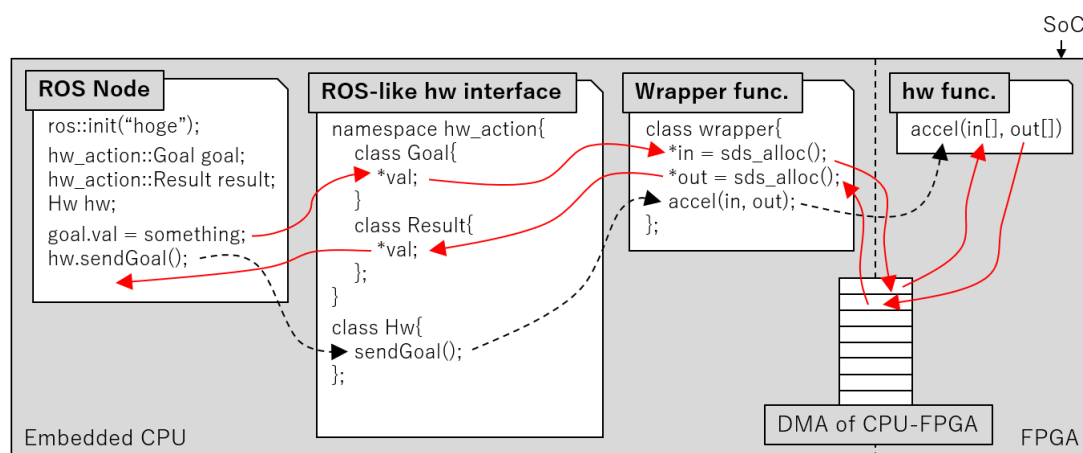 SoC
ROS Node
ros::init(“hoge”);
hw_action::Goal goal;
hw_action::Result result;
Hw hw;
goal.val = something;
hw.sendGoal();
ROS-like hw interface
namespace hw_action{
class Goal{
*val;
}
class Result{
*val;
};
}
class Hw{
sendGoal();
};
Wrapper func.
class wrapper{
*in = sds_alloc();
*out = sds_alloc();
accel(in, out);
};
hw func.
accel(in[], out[])
DMA of CPU-FPGA
Embedded CPU
FPGA